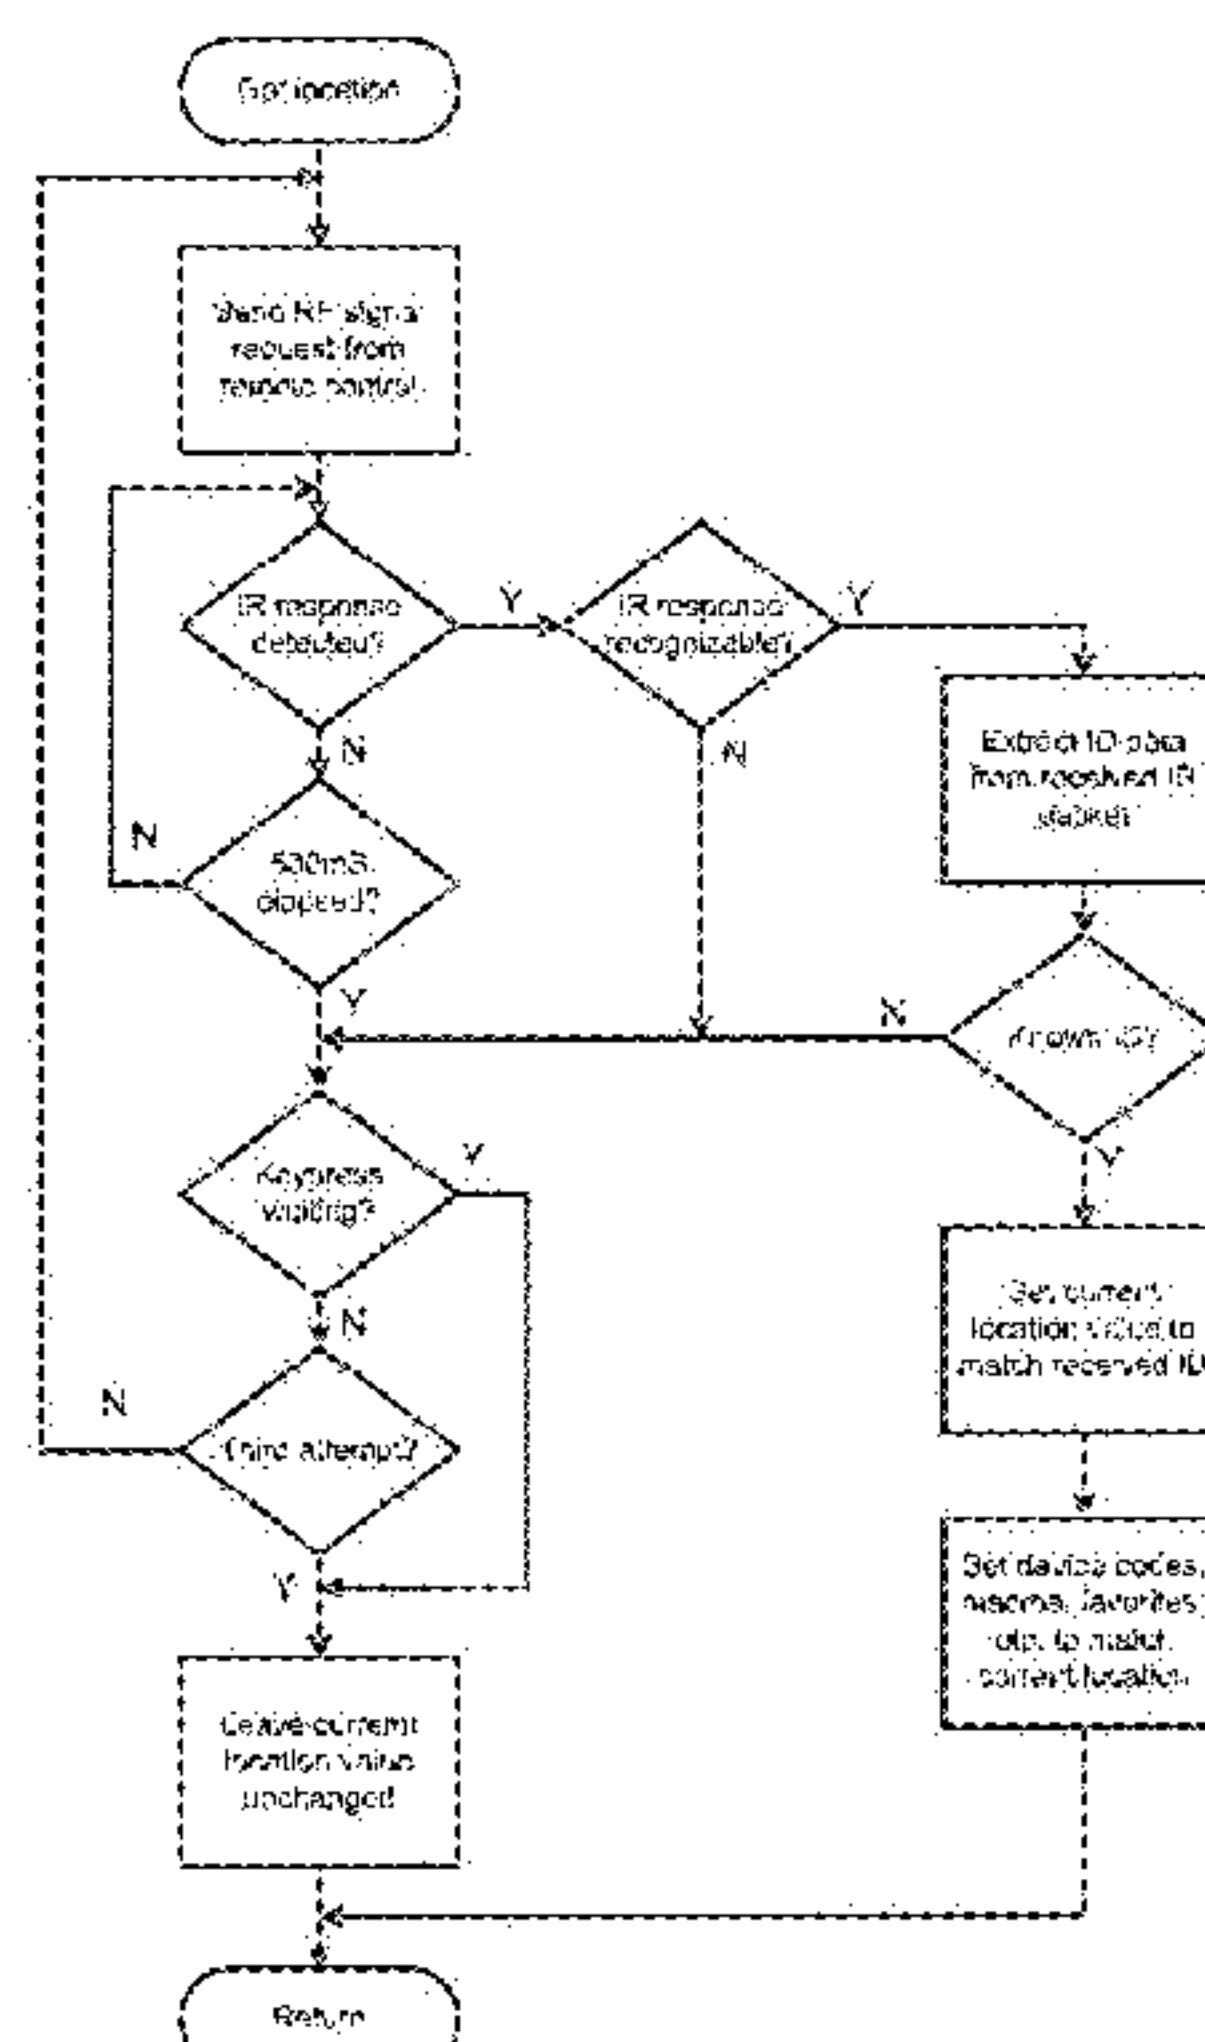 Get location
Send RF signal
request from
remote control
IR response
detected?
Y
IR response
recognizable?
Y
N
N
Extract ID data
from received IR
packet
N
500mS
elapsed?
Y
N
Known ID?
Y
Keypress
waiting?
Y
N
Set current
location value to
match received ID
N
Third attempt?
Y
Set device codes,
macros, favorites,
etc. to match
current location
Leave current
location value
unchanged
Return